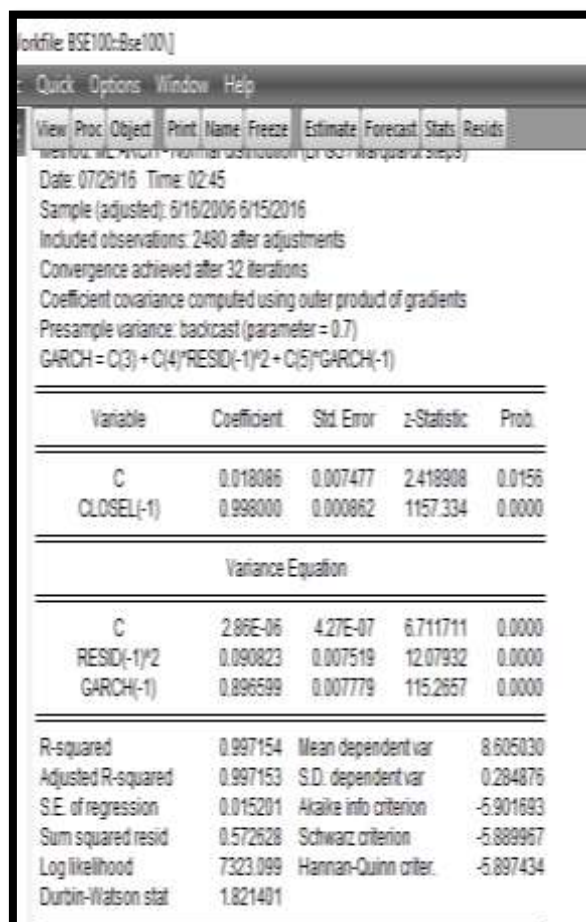 Workfile: BSE100::Bse100\]
Quick Options Window Help
View Proc Object Print Name Freeze Estimate Forecast Stats Resids
Method: ML ARCH - Normal distribution (BFGS / Marquardt steps)
Date: 07/26/16 Time: 02:45
Sample (adjusted): 6/16/2006 6/15/2016
Included observations: 2480 after adjustments
Convergence achieved after 32 iterations
Coefficient covariance computed using outer product of gradients
Presample variance: backcast (parameter = 0.7)
GARCH = C(3) + C(4)*RESID(-1)^2 + C(5)*GARCH(-1)
Variable Coefficient Std. Error z-Statistic Prob.
C 0.018086 0.007477 2.418908 0.0156
CLOSEL(-1) 0.998000 0.000862 1157.334 0.0000
Variance Equation
C 2.86E-06 4.27E-07 6.711711 0.0000
RESID(-1)^2 0.090823 0.007519 12.07932 0.0000
GARCH(-1) 0.896599 0.007779 115.2657 0.0000
R-squared 0.997154 Mean dependent var 8.605030
Adjusted R-squared 0.997153 S.D. dependent var 0.284876
S.E. of regression 0.015201 Akaike info criterion -5.901693
Sum squared resid 0.572628 Schwarz criterion -5.889967
Log likelihood 7323.099 Hannan-Quinn criter. -5.897434
Durbin-Watson stat 1.821401